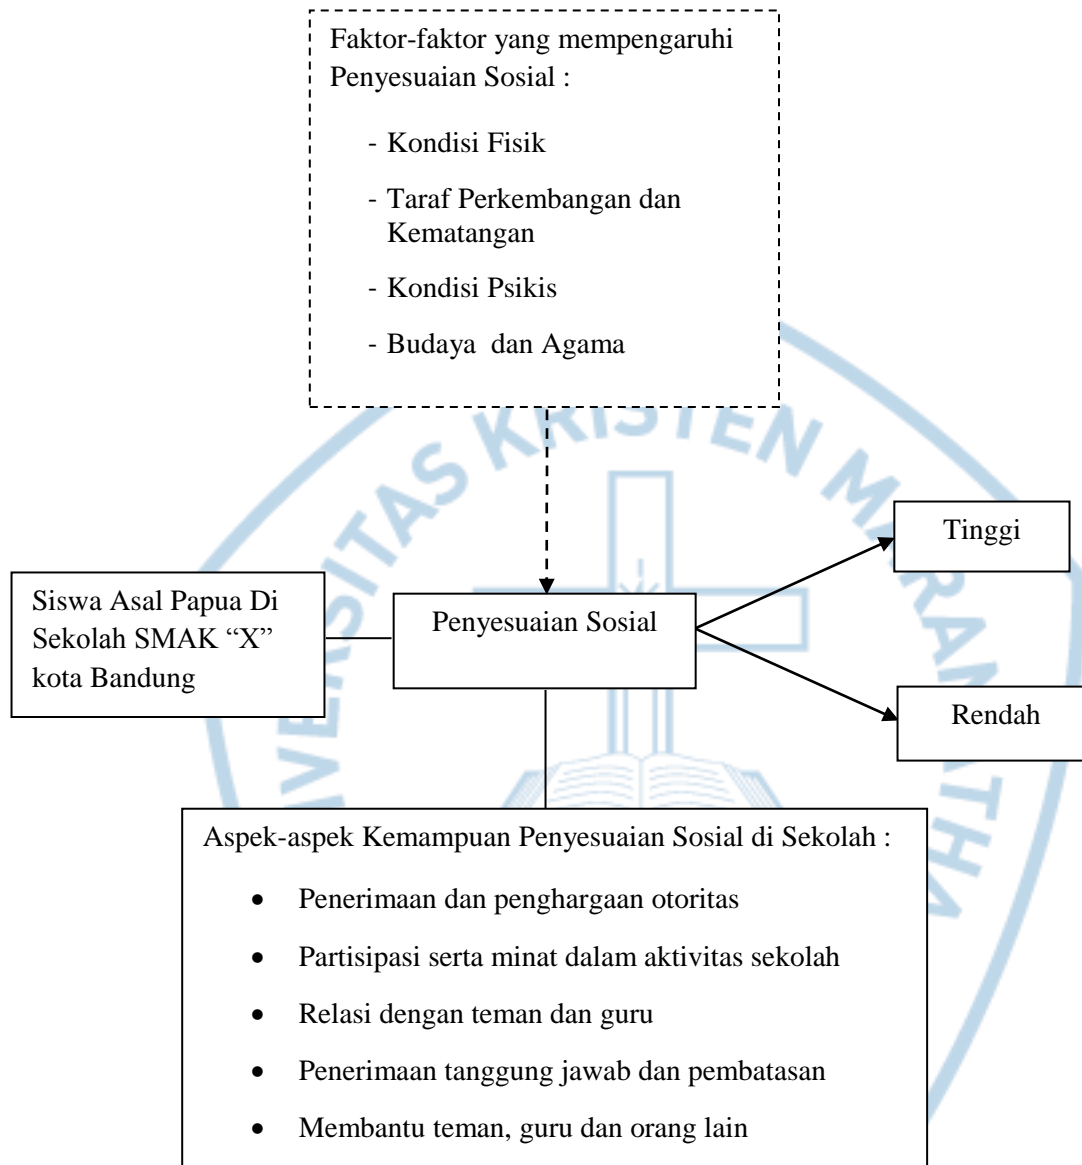 Faktor-faktor yang mempengaruhi
Penyesuaian Sosial :
- Kondisi Fisik
- Taraf Perkembangan dan
Kematangan
- Kondisi Psikis
- Budaya dan Agama
Tinggi
Siswa Asal Papua Di
Sekolah SMAK “X”
kota Bandung
Penyesuaian Sosial
Rendah
Aspek-aspek Kemampuan Penyesuaian Sosial di Sekolah :
• Penerimaan dan penghargaan otoritas
• Partisipasi serta minat dalam aktivitas sekolah
• Relasi dengan teman dan guru
• Penerimaan tanggung jawab dan pembatasan
• Membantu teman, guru dan orang lain
KRISTEN